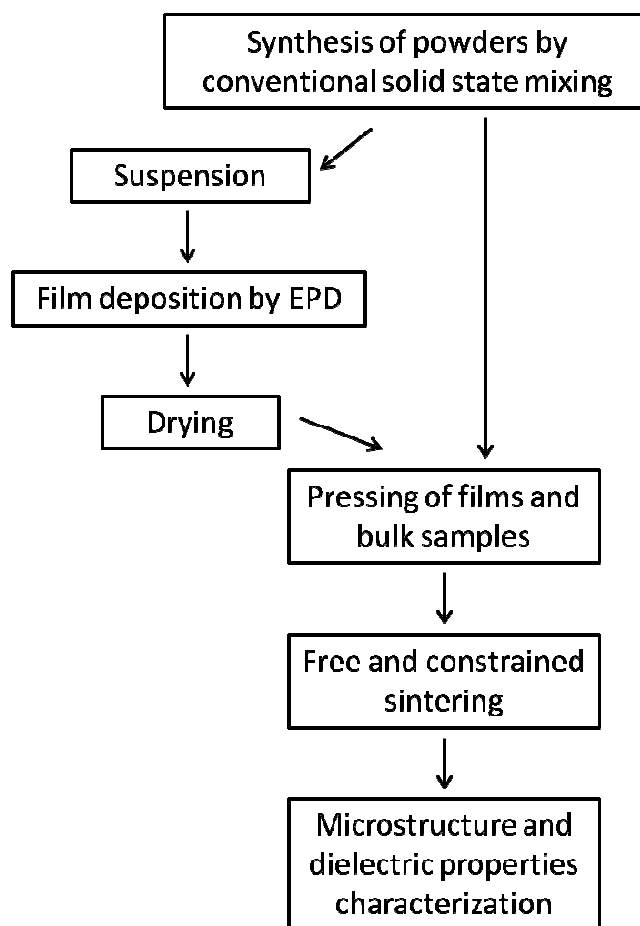 Synthesis of powders by
conventional solid state mixing
Suspension
Film deposition by EPD
Drying
Pressing of films and
bulk samples
Free and constrained
sintering
Microstructure and
dielectric properties
characterization